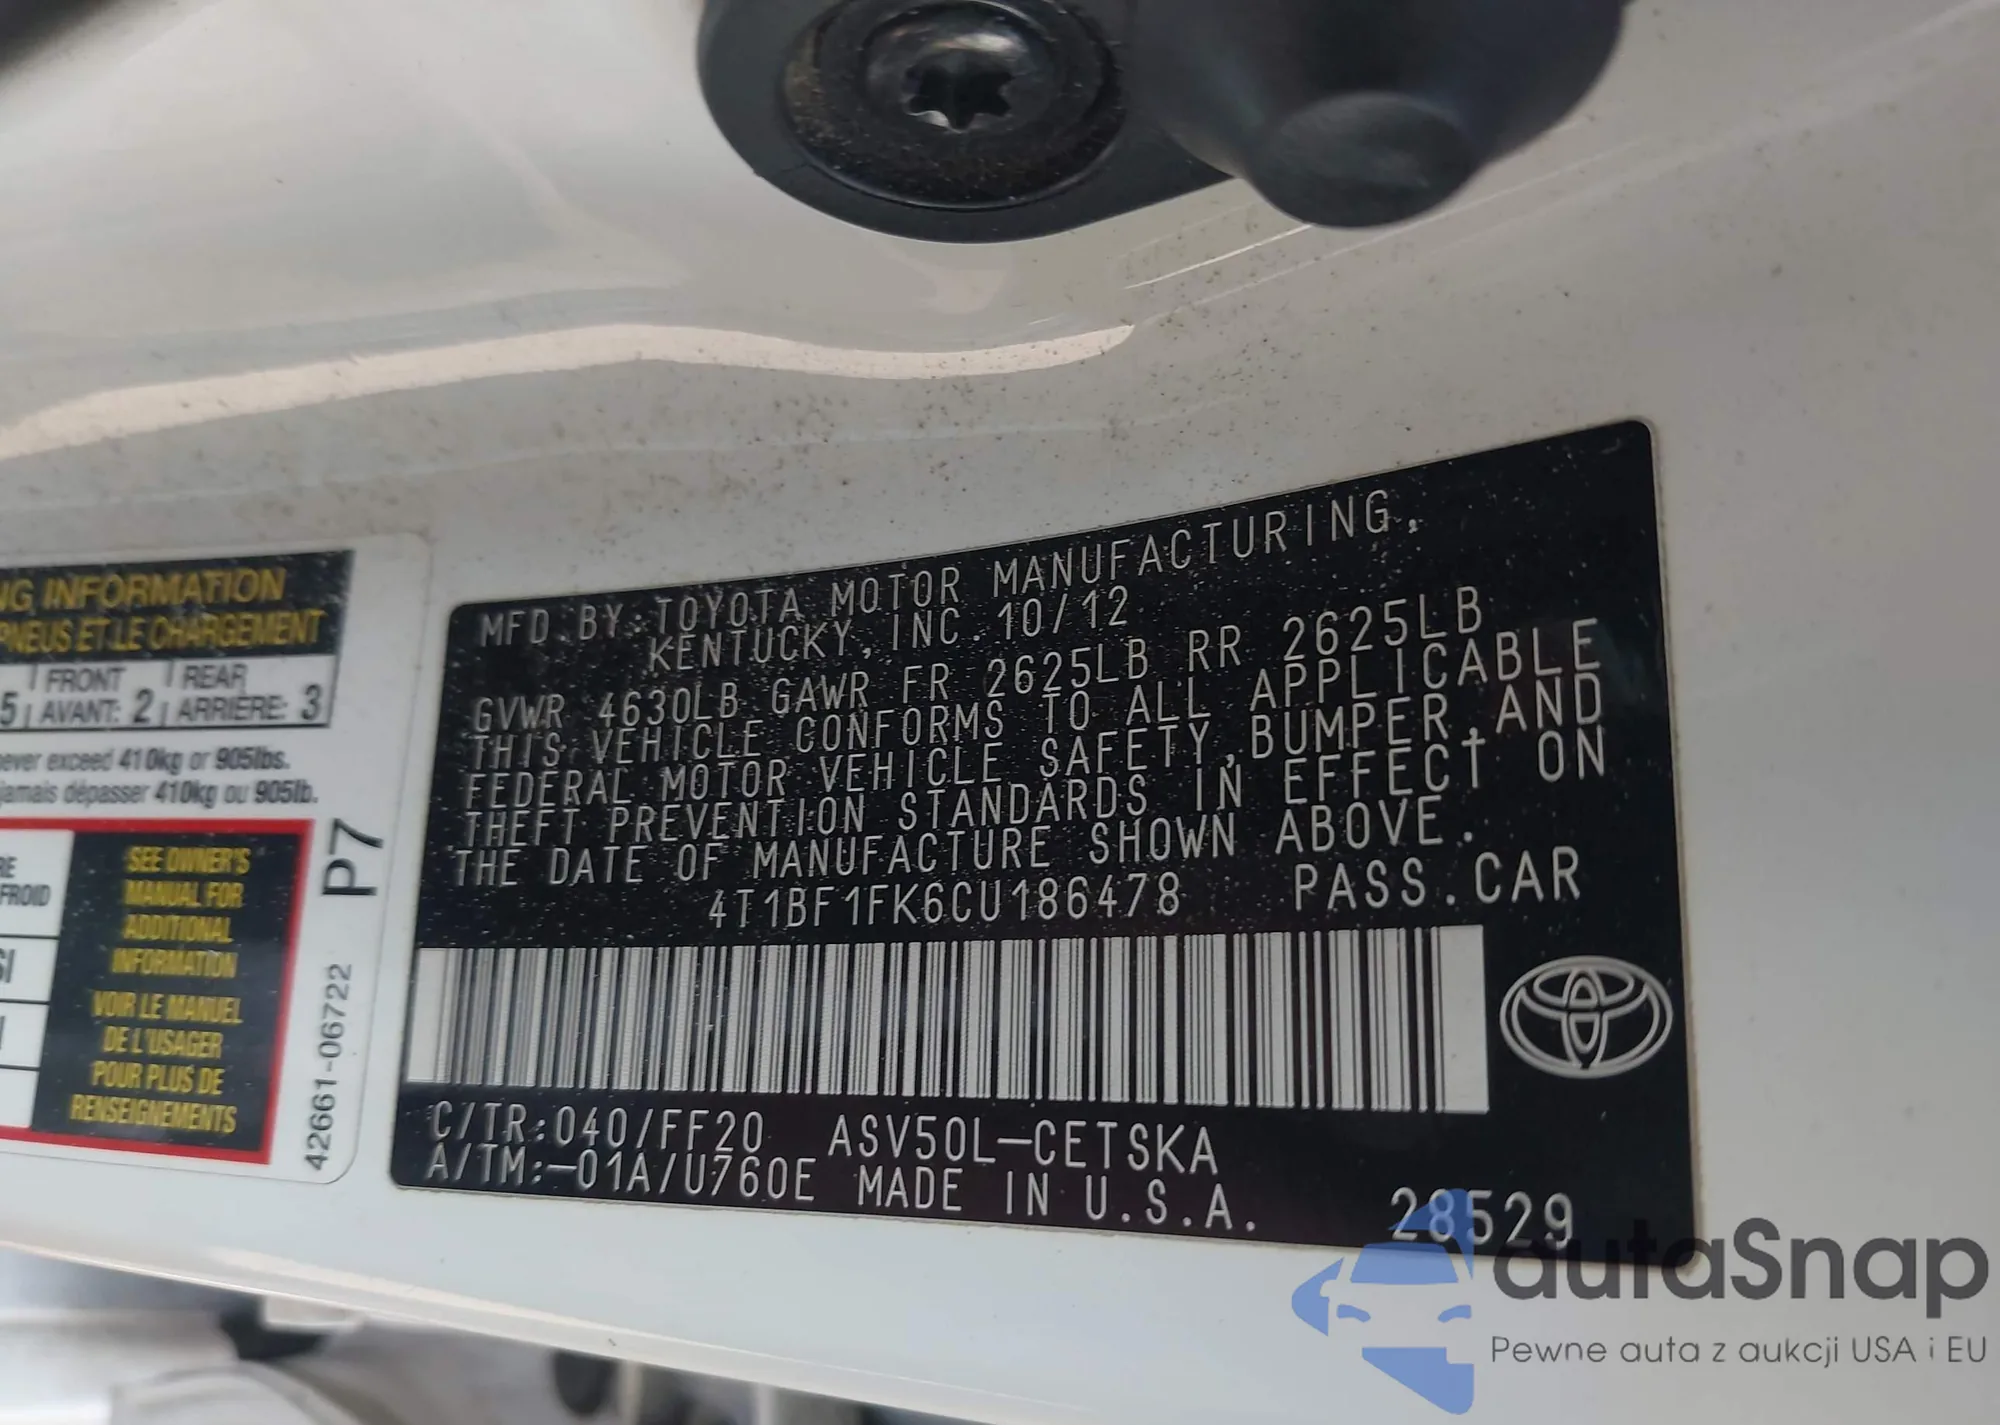 NG INFORMATION
PNEUS ET LE CHARGEMENT
5 FRONT REAR
AVANT: 2 ARRIERE: 3
never exceed 410kg or 905lbs.
jamais dépasser 410kg ou 905lb.
FROID
SEE OWNER'S
MANUAL FOR
ADDITIONAL
INFORMATION
VOIR LE MANUEL
DE L'USAGER
POUR PLUS DE
RENSEIGNEMENTS
P7
42661-06722
MFD.BY:TOYOTA MOTOR MANUFACTURING,
KENTUCKY, INC. 10/12
GVWR 4630LB GAWR FR 2625LB RR 2625LB
THIS VEHICLE CONFORMS TO ALL APPLICABLE
FEDERAL MOTOR VEHICLE SAFETY, BUMPER, AND
THEFT PREVENTION STANDARDS IN EFFECT ON
THE DATE OF MANUFACTURE SHOWN ABOVE.
4T1BF1FK6CU186478 PASS.CAR
C/TR:040/FF20 ASV50L-CETSKA
A/TM:-01A/U760E MADE IN U.S.A.
28529
autaSnap
Pewne auta z aukcji USA i EU